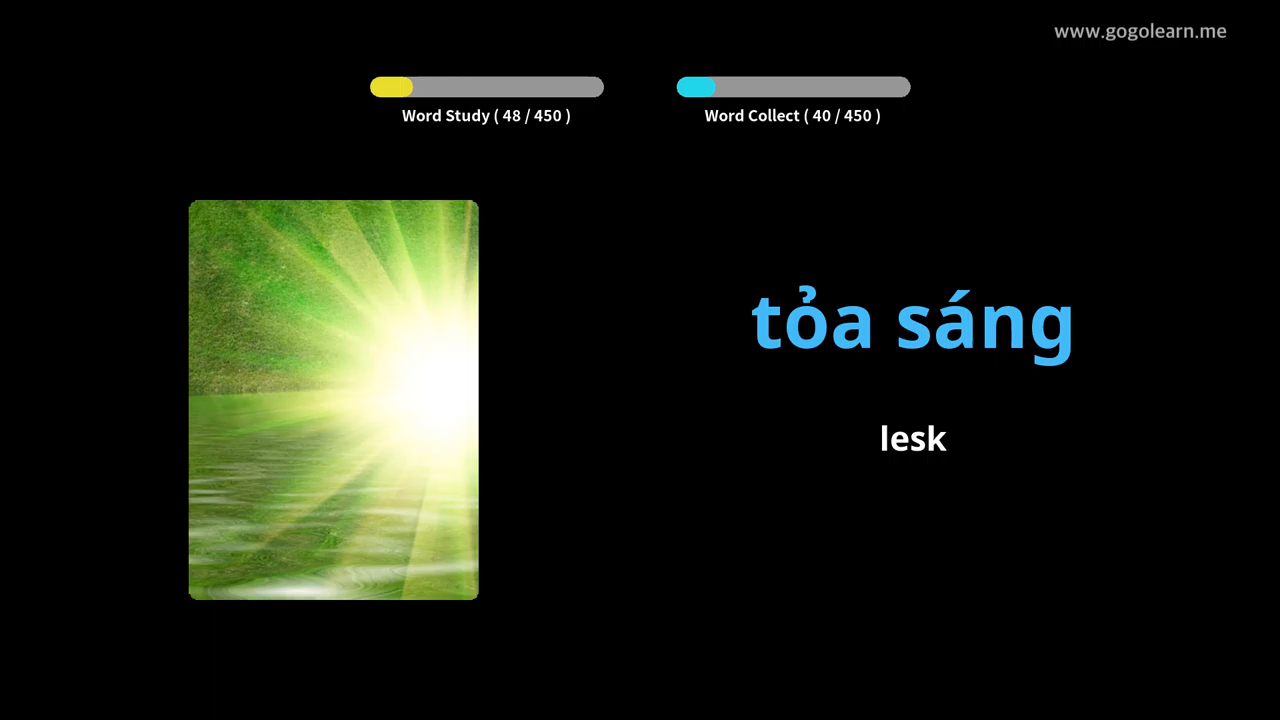 www.gogolearn.me
Word Study ( 48 / 450 )
Word Collect ( 40 / 450 )
tỏa sáng
lesk